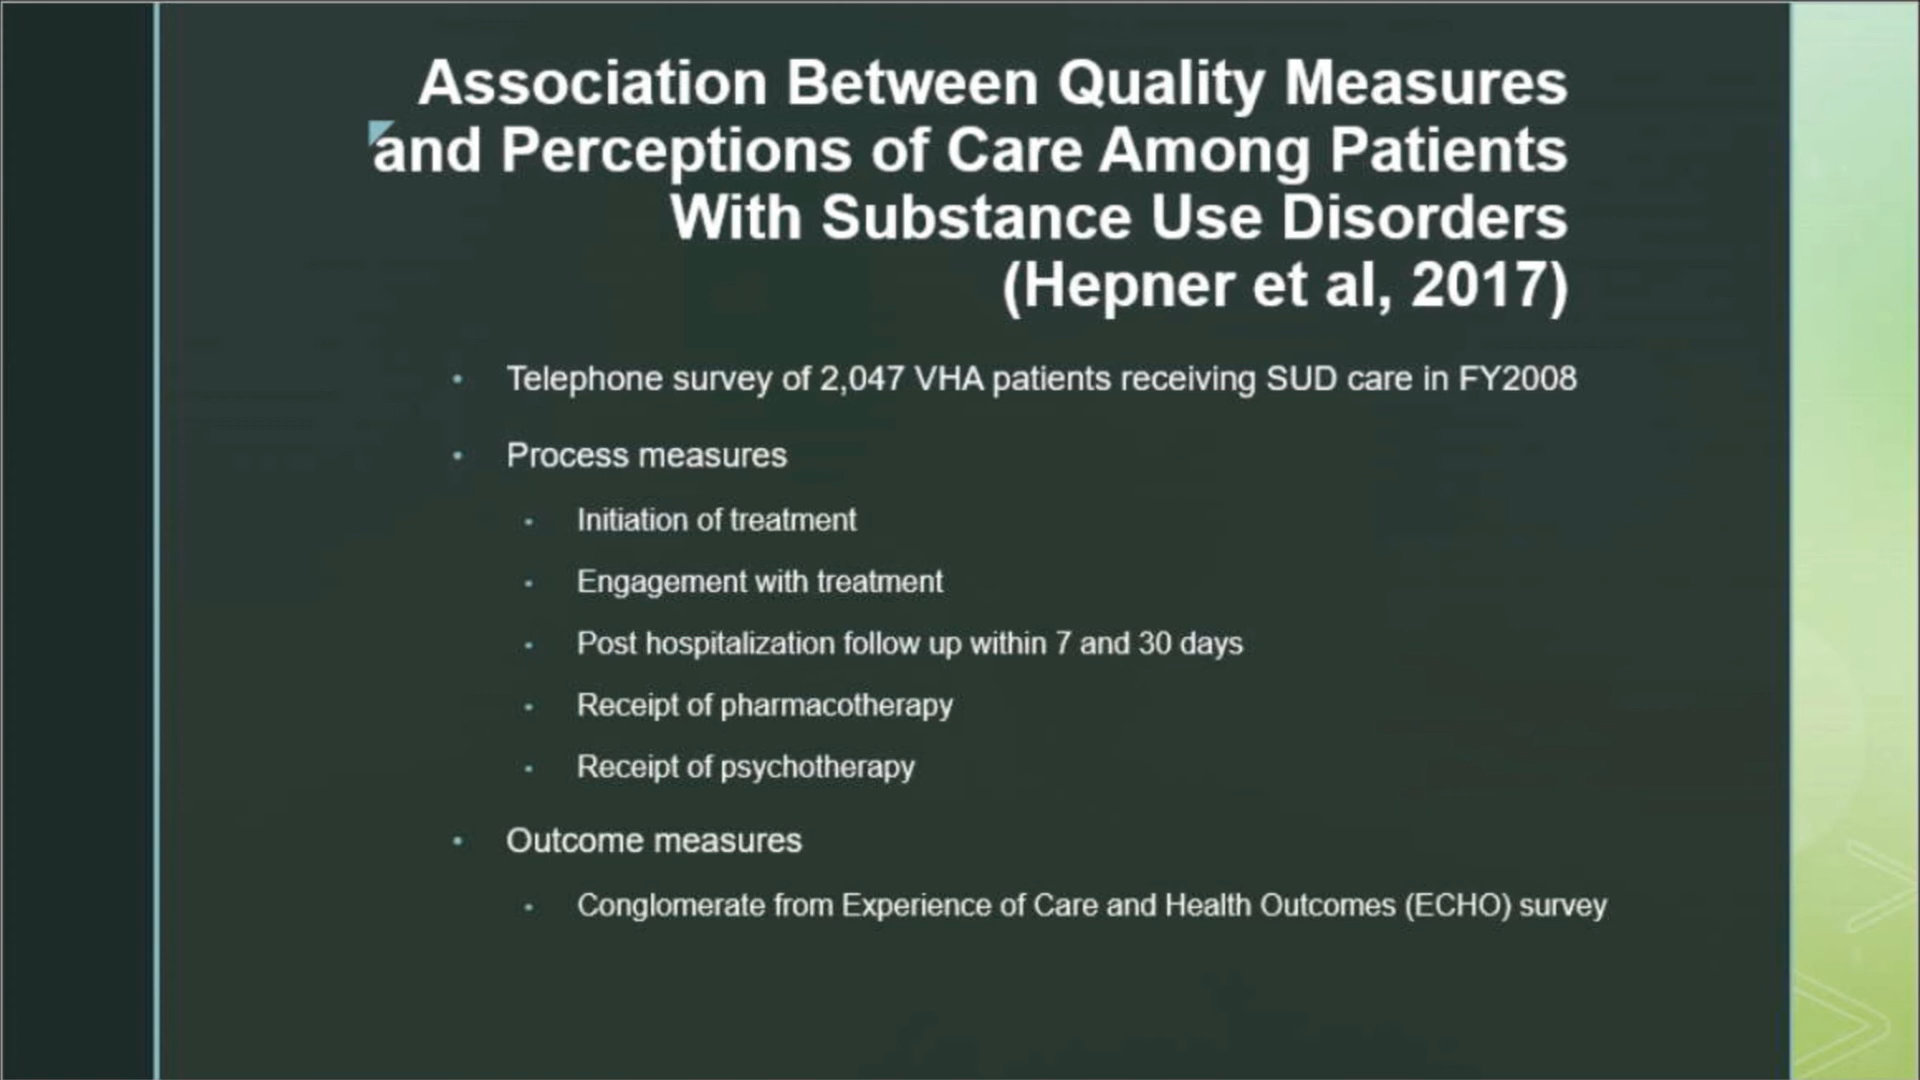 Association Between Quality Measures
and Perceptions of Care Among Patients
With Substance Use Disorders
(Hepner et al, 2017)
• Telephone survey of 2,047 VHA patients receiving SUD care in FY2008
• Process measures
• Initiation of treatment
• Engagement with treatment
• Post hospitalization follow up within 7 and 30 days
• Receipt of pharmacotherapy
• Receipt of psychotherapy
• Outcome measures
• Conglomerate from Experience of Care and Health Outcomes (ECHO) survey